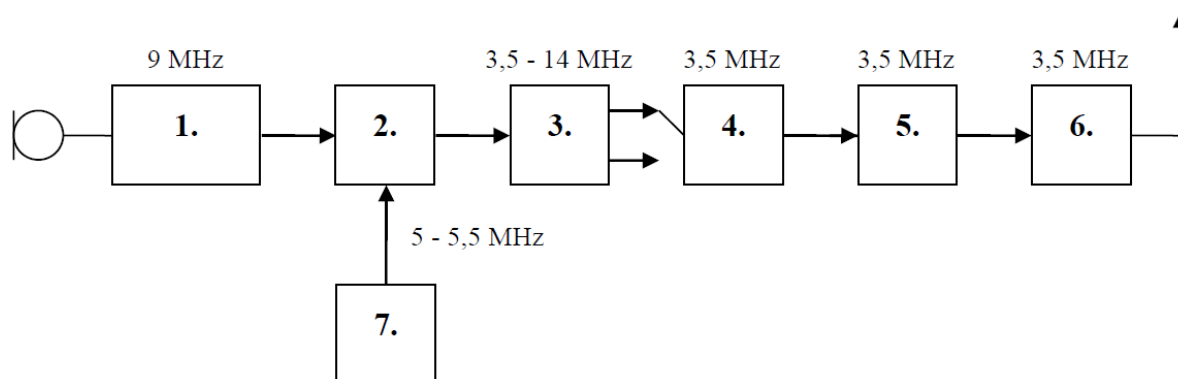 9 MHz
3,5 - 14 MHz
3,5 MHz
3,5 MHz
3,5 MHz
1.
2.
3.
4.
5.
6.
5 - 5,5 MHz
7.